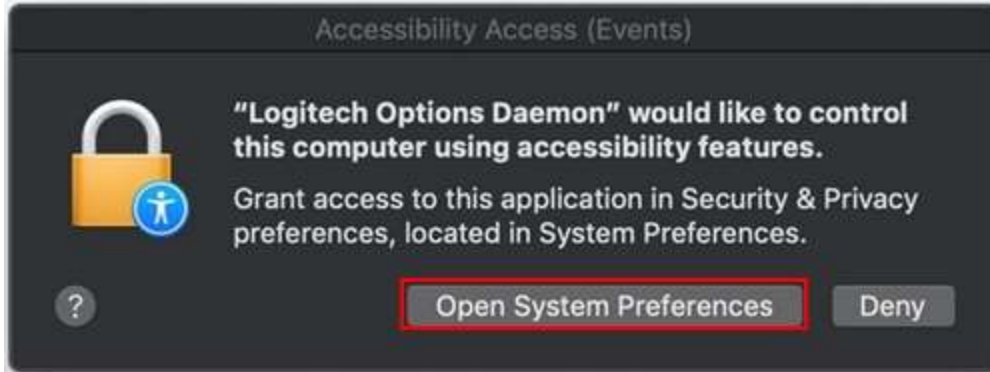 Accessibility Access (Events)
“Logitech Options Daemon” would like to control
this computer using accessibility features.
Grant access to this application in Security & Privacy
preferences, located in System Preferences.
? Open System Preferences Deny